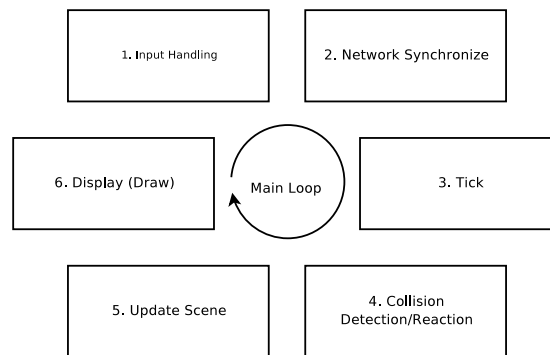 1. Input Handling
2. Network Synchronize
6. Display (Draw)
Main Loop
3. Tick
5. Update Scene
4. Collision
Detection/Reaction